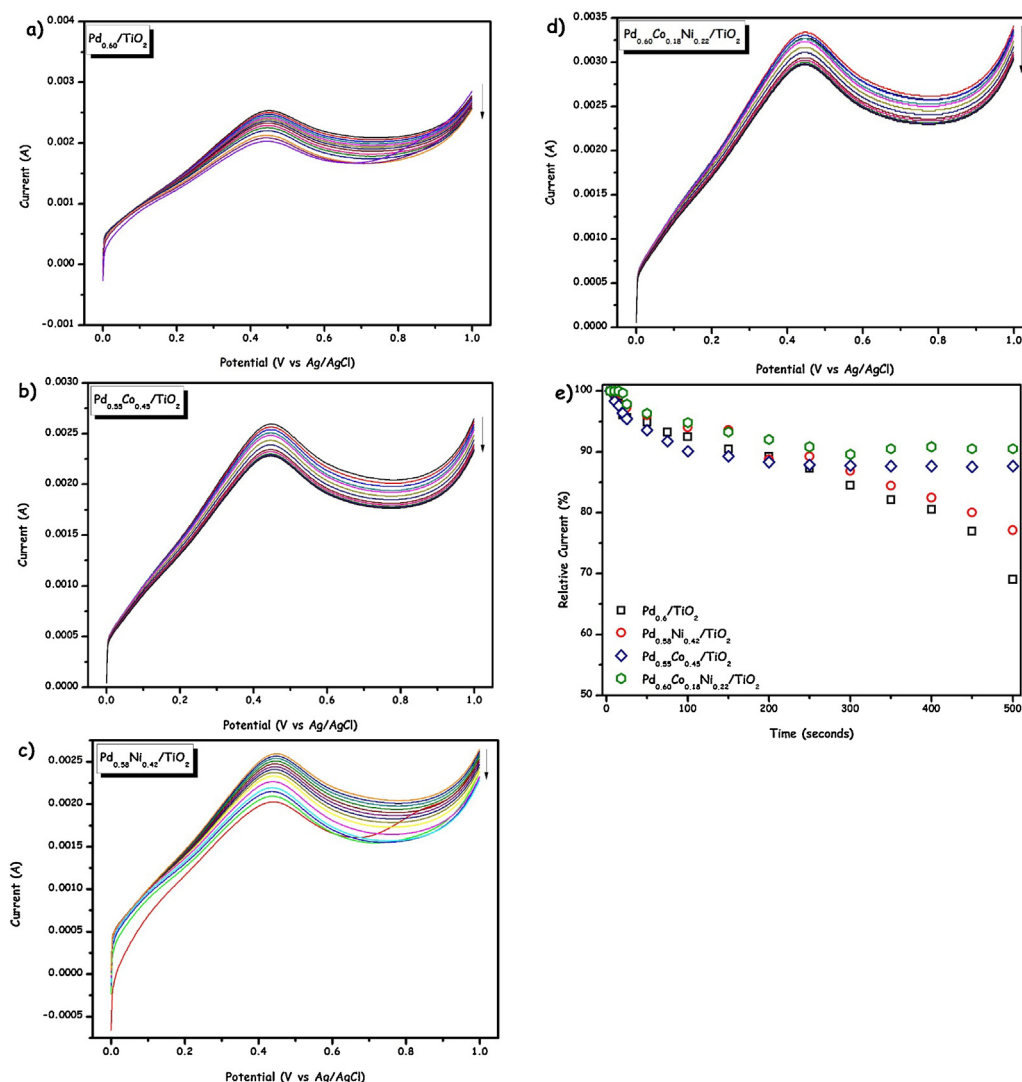 a)
Pd0.60/TiO2
0.004
0.003
0.002
0.001
0.000
-0.001
Current (A)
0.0 0.2 0.4 0.6 0.8 1.0
Potential (V vs Ag/AgCl)
b)
Pd0.55Co0.45/TiO2
0.0030
0.0025
0.0020
0.0015
0.0010
0.0005
0.0000
Current (A)
0.0 0.2 0.4 0.6 0.8 1.0
Potential (V vs Ag/AgCl)
c)
Pd0.58Ni0.42/TiO2
0.0025
0.0020
0.0015
0.0010
0.0005
0.0000
-0.0005
Current (A)
0.0 0.2 0.4 0.6 0.8 1.0
Potential (V vs Ag/AgCl)
d)
Pd0.60Co0.18Ni0.22/TiO2
0.0035
0.0030
0.0025
0.0020
0.0015
0.0010
0.0005
0.0000
Current (A)
0.0 0.2 0.4 0.6 0.8 1.0
Potential (V vs Ag/AgCl)
e)
100
90
80
70
60
50
Relative Current (%)
Pd0.6/TiO2
Pd0.58Ni0.42/TiO2
Pd0.55Co0.45/TiO2
Pd0.60Co0.18Ni0.22/TiO2
0 100 200 300 400 500
Time (seconds)